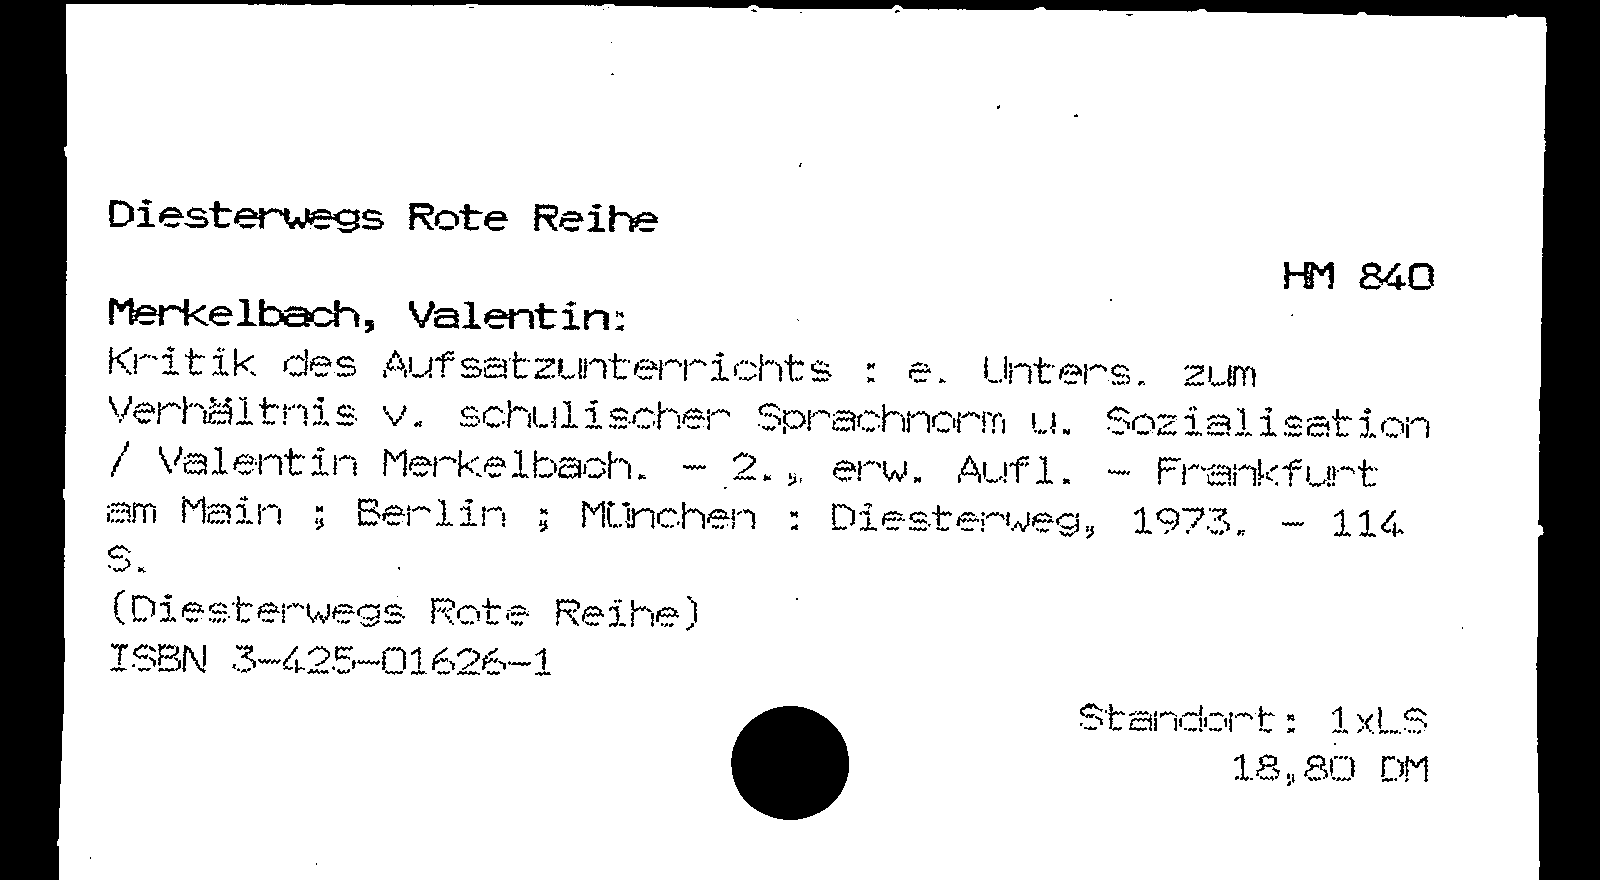 Diesterwegs Rote Reihe
HM 840
Merkelbach, Valentin:
Kritik des Aufsatzunterrichts : e. Unters. zum
Verhältnis v. schulischer Sprachnorm u. Sozialisation
/ Valentin Merkelbach. - 2., erw. Aufl. - Frankfurt
am Main ; Berlin ; München : Diesterweg, 1973. - 114
S.
(Diesterwegs Rote Reihe)
ISBN 3-425-01626-1
Standort: 1xLS
18,80 DM